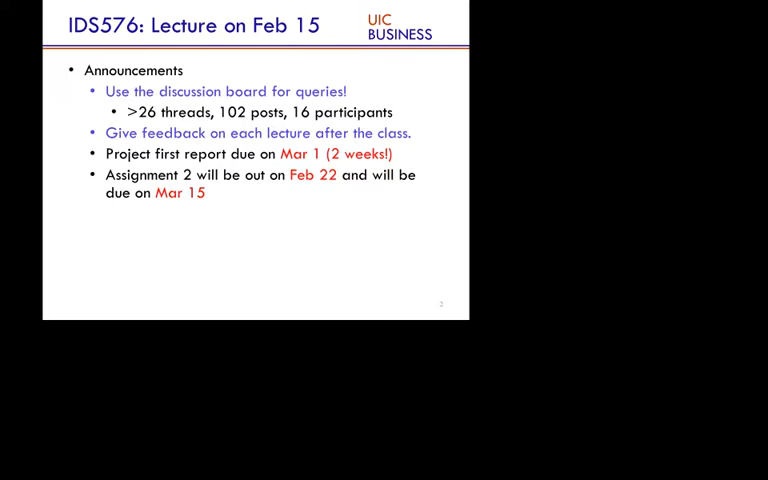 IDS576: Lecture on Feb 15
UIC
BUSINESS
• Announcements
• Use the discussion board for queries!
• >26 threads, 102 posts, 16 participants
• Give feedback on each lecture after the class.
• Project first report due on Mar 1 (2 weeks!)
• Assignment 2 will be out on Feb 22 and will be
due on Mar 15
2